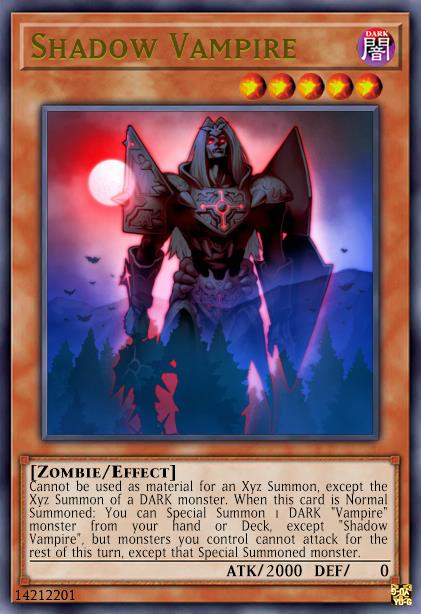 SHADOW VAMPIRE
DARK
闇
[ZOMBIE/EFFECT]
Cannot be used as material for an Xyz Summon, except the
Xyz Summon of a DARK monster. When this card is Normal
Summoned: You can Special Summon 1 DARK "Vampire"
monster from your hand or Deck, except "Shadow
Vampire", but monsters you control cannot attack for the
rest of this turn, except that Special Summoned monster.
ATK/2000 DEF/ 0
14212201